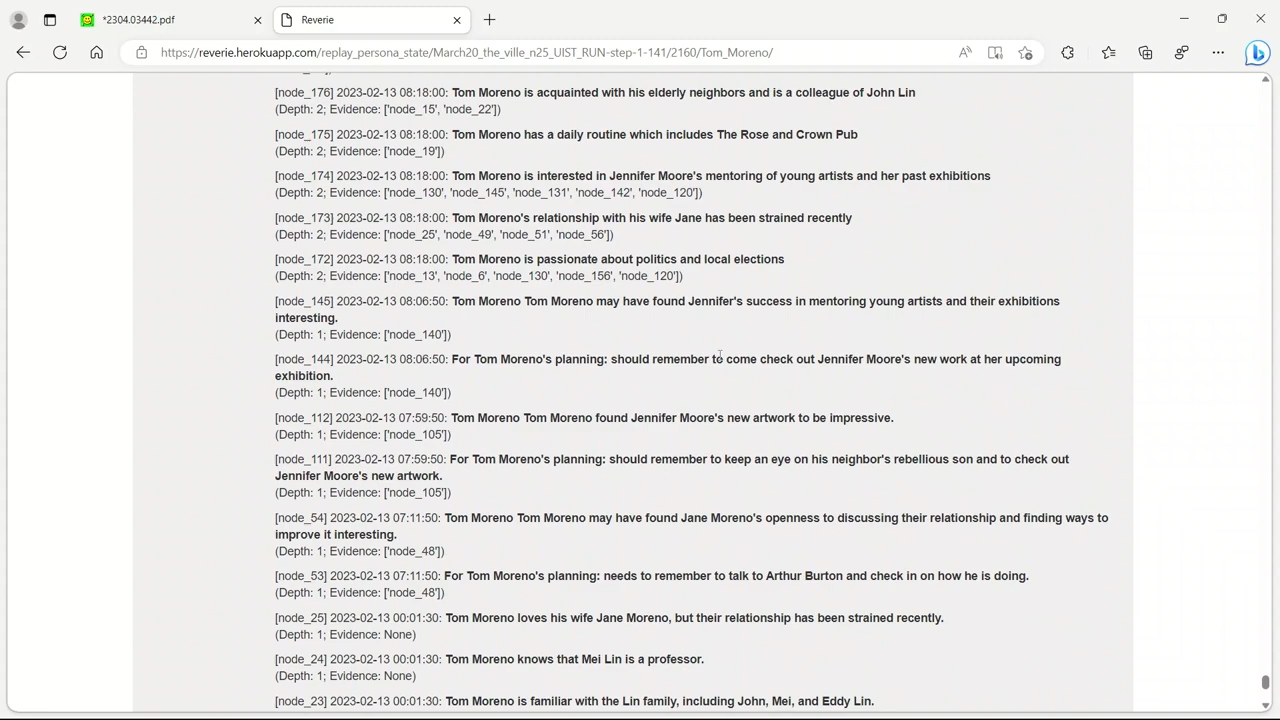 *2304.03442.pdf
Reverie
https://reverie.herokuapp.com/replay_persona_state/March20_the_ville_n25_UIST_RUN-step-1-141/2160/Tom_Moreno/
[node_176] 2023-02-13 08:18:00: Tom Moreno is acquainted with his elderly neighbors and is a colleague of John Lin
(Depth: 2; Evidence: ['node_15', 'node_22'])
[node_175] 2023-02-13 08:18:00: Tom Moreno has a daily routine which includes The Rose and Crown Pub
(Depth: 2; Evidence: ['node_19'])
[node_174] 2023-02-13 08:18:00: Tom Moreno is interested in Jennifer Moore's mentoring of young artists and her past exhibitions
(Depth: 2; Evidence: ['node_130', 'node_145', 'node_131', 'node_142', 'node_120'])
[node_173] 2023-02-13 08:18:00: Tom Moreno's relationship with his wife Jane has been strained recently
(Depth: 2; Evidence: ['node_25', 'node_49', 'node_51', 'node_56'])
[node_172] 2023-02-13 08:18:00: Tom Moreno is passionate about politics and local elections
(Depth: 2; Evidence: ['node_13', 'node_6', 'node_130', 'node_156', 'node_120'])
[node_145] 2023-02-13 08:06:50: Tom Moreno Tom Moreno may have found Jennifer's success in mentoring young artists and their exhibitions
interesting.
(Depth: 1; Evidence: ['node_140'])
[node_144] 2023-02-13 08:06:50: For Tom Moreno's planning: should remember to come check out Jennifer Moore's new work at her upcoming
exhibition.
(Depth: 1; Evidence: ['node_140'])
[node_112] 2023-02-13 07:59:50: Tom Moreno Tom Moreno found Jennifer Moore's new artwork to be impressive.
(Depth: 1; Evidence: ['node_105'])
[node_111] 2023-02-13 07:59:50: For Tom Moreno's planning: should remember to keep an eye on his neighbor's rebellious son and to check out
Jennifer Moore's new artwork.
(Depth: 1; Evidence: ['node_105'])
[node_54] 2023-02-13 07:11:50: Tom Moreno Tom Moreno may have found Jane Moreno's openness to discussing their relationship and finding ways to
improve it interesting.
(Depth: 1; Evidence: ['node_48'])
[node_53] 2023-02-13 07:11:50: For Tom Moreno's planning: needs to remember to talk to Arthur Burton and check in on how he is doing.
(Depth: 1; Evidence: ['node_48'])
[node_25] 2023-02-13 00:01:30: Tom Moreno loves his wife Jane Moreno, but their relationship has been strained recently.
(Depth: 1; Evidence: None)
[node_24] 2023-02-13 00:01:30: Tom Moreno knows that Mei Lin is a professor.
(Depth: 1; Evidence: None)
[node_23] 2023-02-13 00:01:30: Tom Moreno is familiar with the Lin family, including John, Mei, and Eddy Lin.